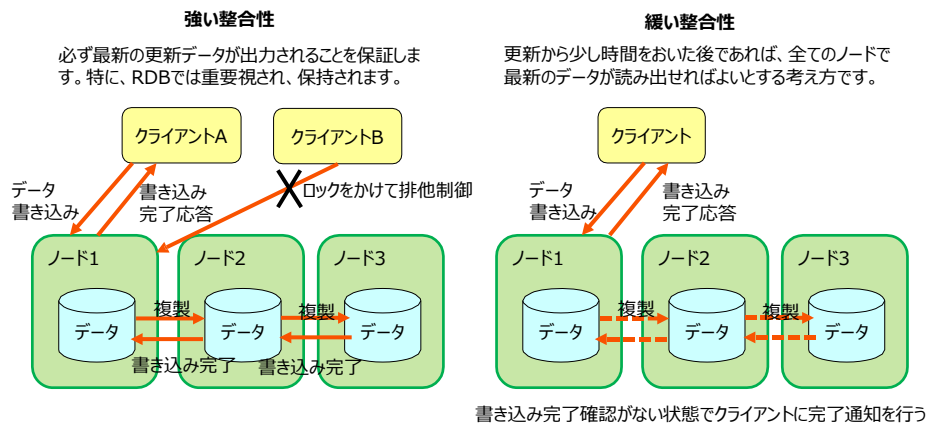 強い整合性
必ず最新の更新データが出力されることを保証しま
す。特に、RDBでは重要視され、保持されます。
クライアントA
クライアントB
データ
書き込み
書き込み
完了応答
ロックをかけて排他制御
ノード1
ノード2
ノード3
データ
複製
データ
複製
データ
書き込み完了
書き込み完了
緩い整合性
更新から少し時間をおいた後であれば、全てのノードで
最新のデータが読み出せればよいとする考え方です。
クライアント
データ
書き込み
書き込み
完了応答
ノード1
ノード2
ノード3
データ
複製
データ
複製
データ
書き込み完了確認がない状態でクライアントに完了通知を行う